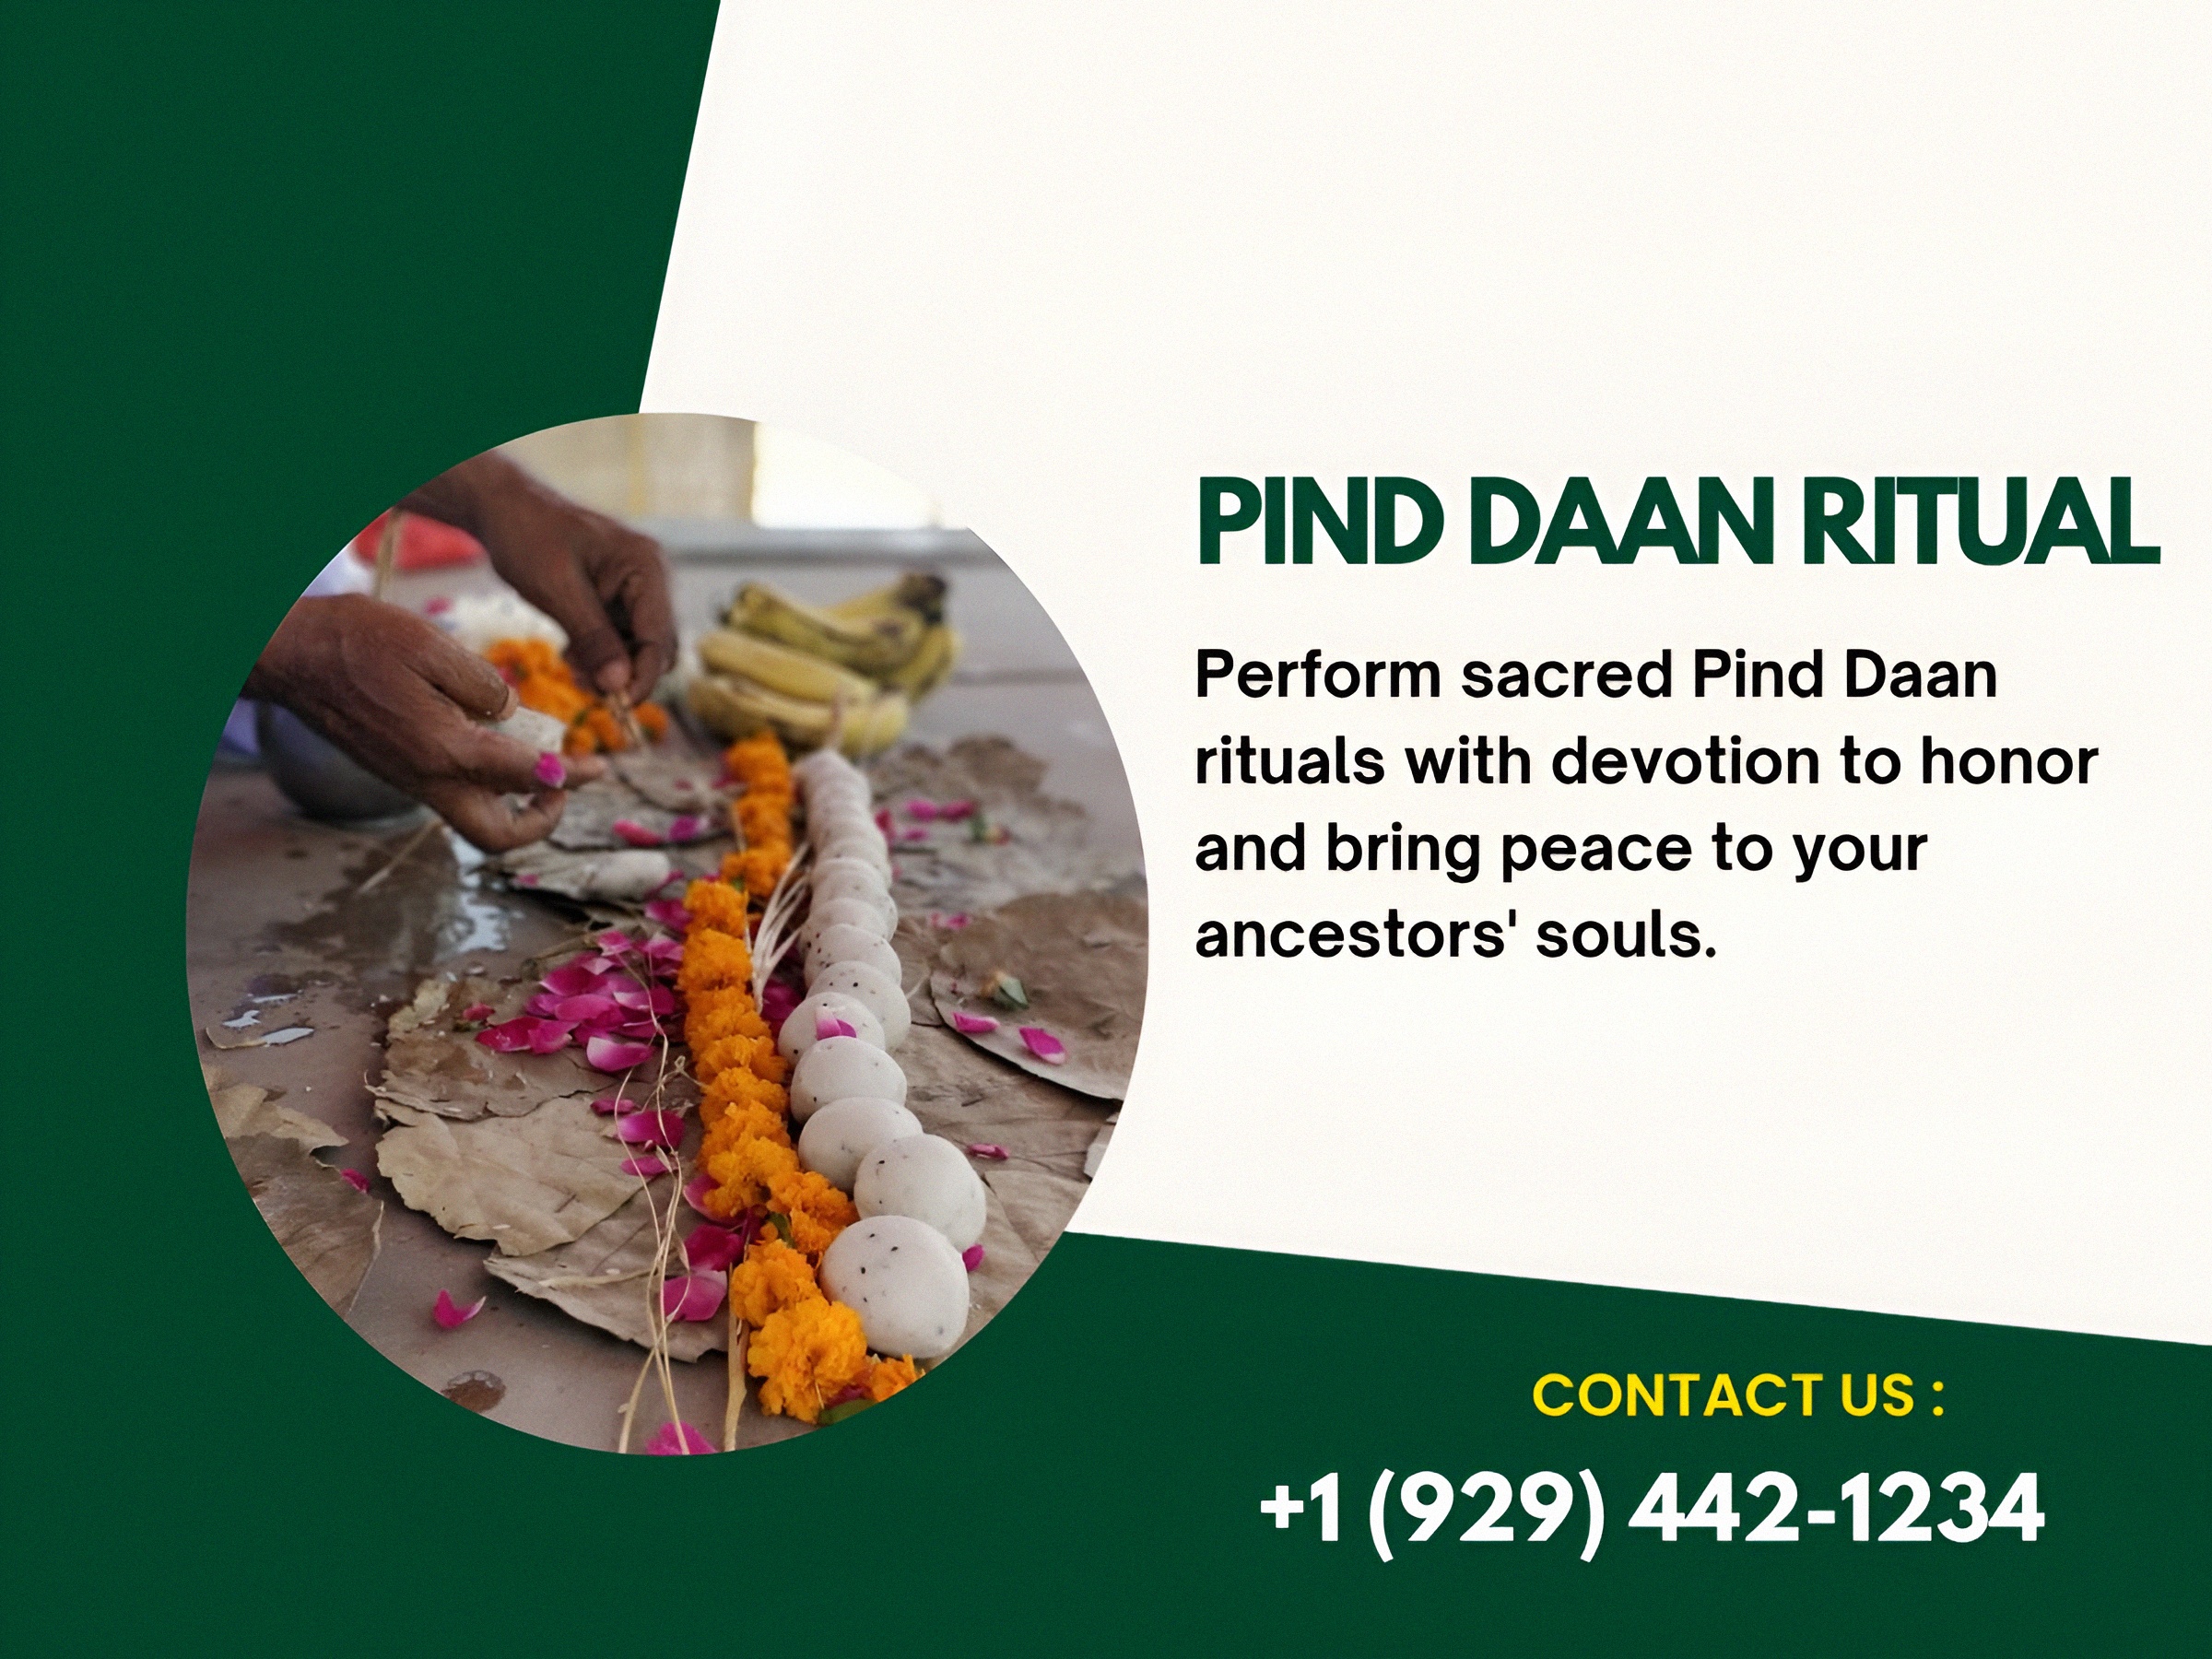 PIND DAAN RITUAL
Perform sacred Pind Daan
rituals with devotion to honor
and bring peace to your
ancestors' souls.
CONTACT US :
+1 (929) 442-1234